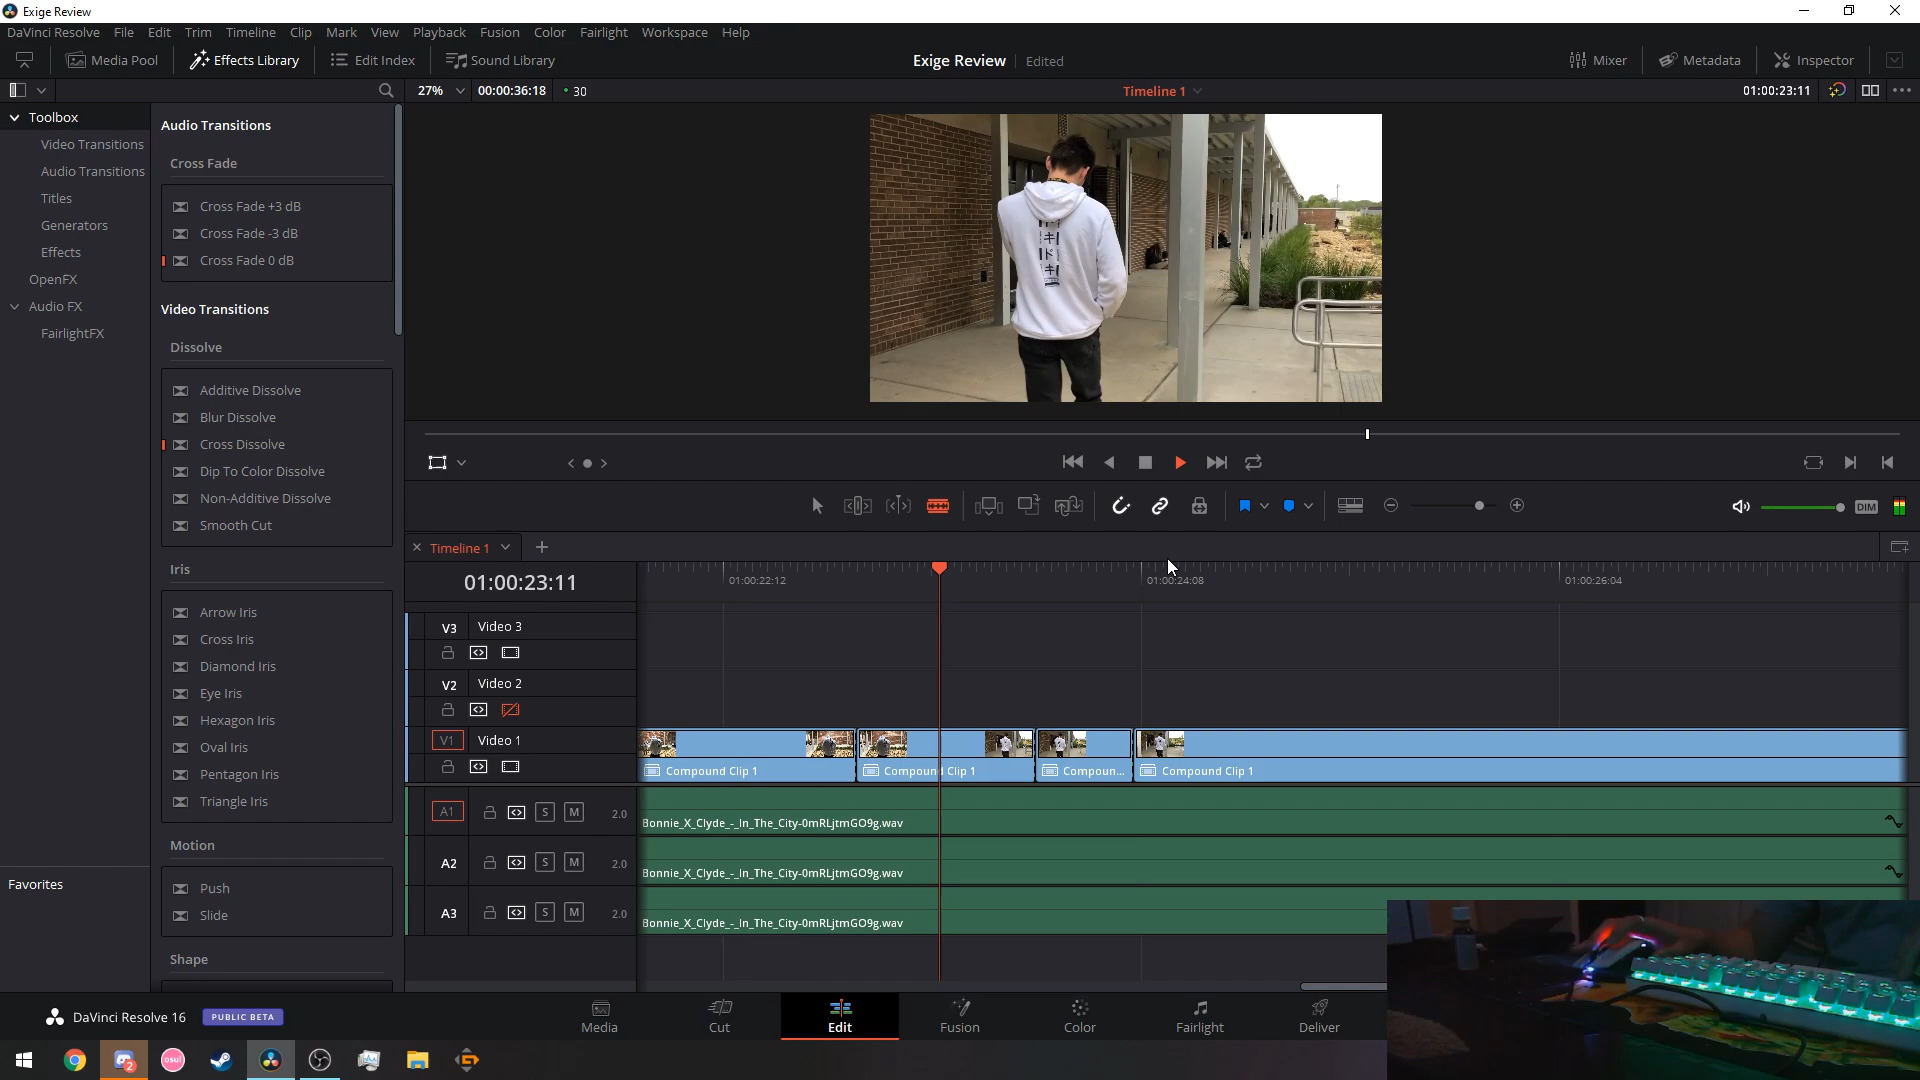 Exige Review
DaVinci Resolve File Edit Trim Timeline Clip Mark View Playback Fusion Color Fairlight Workspace Help
Media Pool Effects Library Edit Index Sound Library Exige Review Edited Mixer Metadata Inspector
27% 00:00:36:18 30 Timeline 1 01:00:23:11
Toolbox
Video Transitions
Audio Transitions
Titles
Generators
Effects
OpenFX
Audio FX
FairlightFX
Favorites
Audio Transitions
Cross Fade
Cross Fade +3 dB
Cross Fade -3 dB
Cross Fade 0 dB
Video Transitions
Dissolve
Additive Dissolve
Blur Dissolve
Cross Dissolve
Dip To Color Dissolve
Non-Additive Dissolve
Smooth Cut
Iris
Arrow Iris
Cross Iris
Diamond Iris
Eye Iris
Hexagon Iris
Oval Iris
Pentagon Iris
Triangle Iris
Motion
Push
Slide
Shape
DIM
Timeline 1
01:00:23:11 01:00:22:12 01:00:24:08 01:00:26:04
V3 Video 3
V2 Video 2
V1 Video 1
Compound Clip 1 Compound Clip 1 Compoun... Compound Clip 1
A1 S M 2.0
Bonnie_X_Clyde_-_In_The_City-0mRLjtmGO9g.wav
A2 S M 2.0
Bonnie_X_Clyde_-_In_The_City-0mRLjtmGO9g.wav
A3 S M 2.0
Bonnie_X_Clyde_-_In_The_City-0mRLjtmGO9g.wav
DaVinci Resolve 16 PUBLIC BETA
Media Cut Edit Fusion Color Fairlight Deliver
osu!
2